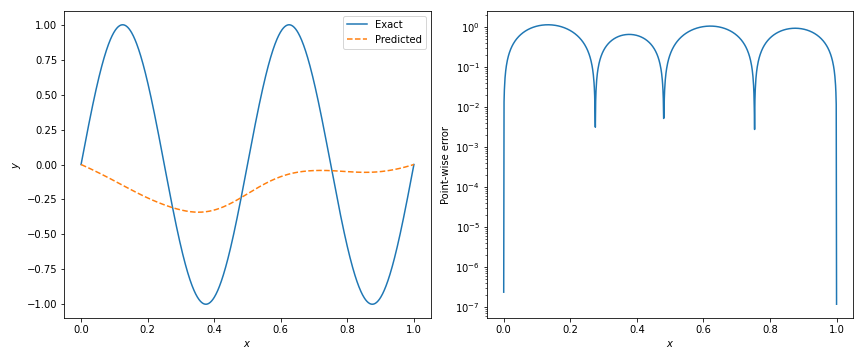 1.00
0.75
0.50
0.25
0.00
−0.25
−0.50
−0.75
−1.00
y
0.0 0.2 0.4 0.6 0.8 1.0
x
Exact
Predicted
10⁰
10⁻¹
10⁻²
10⁻³
10⁻⁴
10⁻⁵
10⁻⁶
10⁻⁷
Point-wise error
0.0 0.2 0.4 0.6 0.8 1.0
x